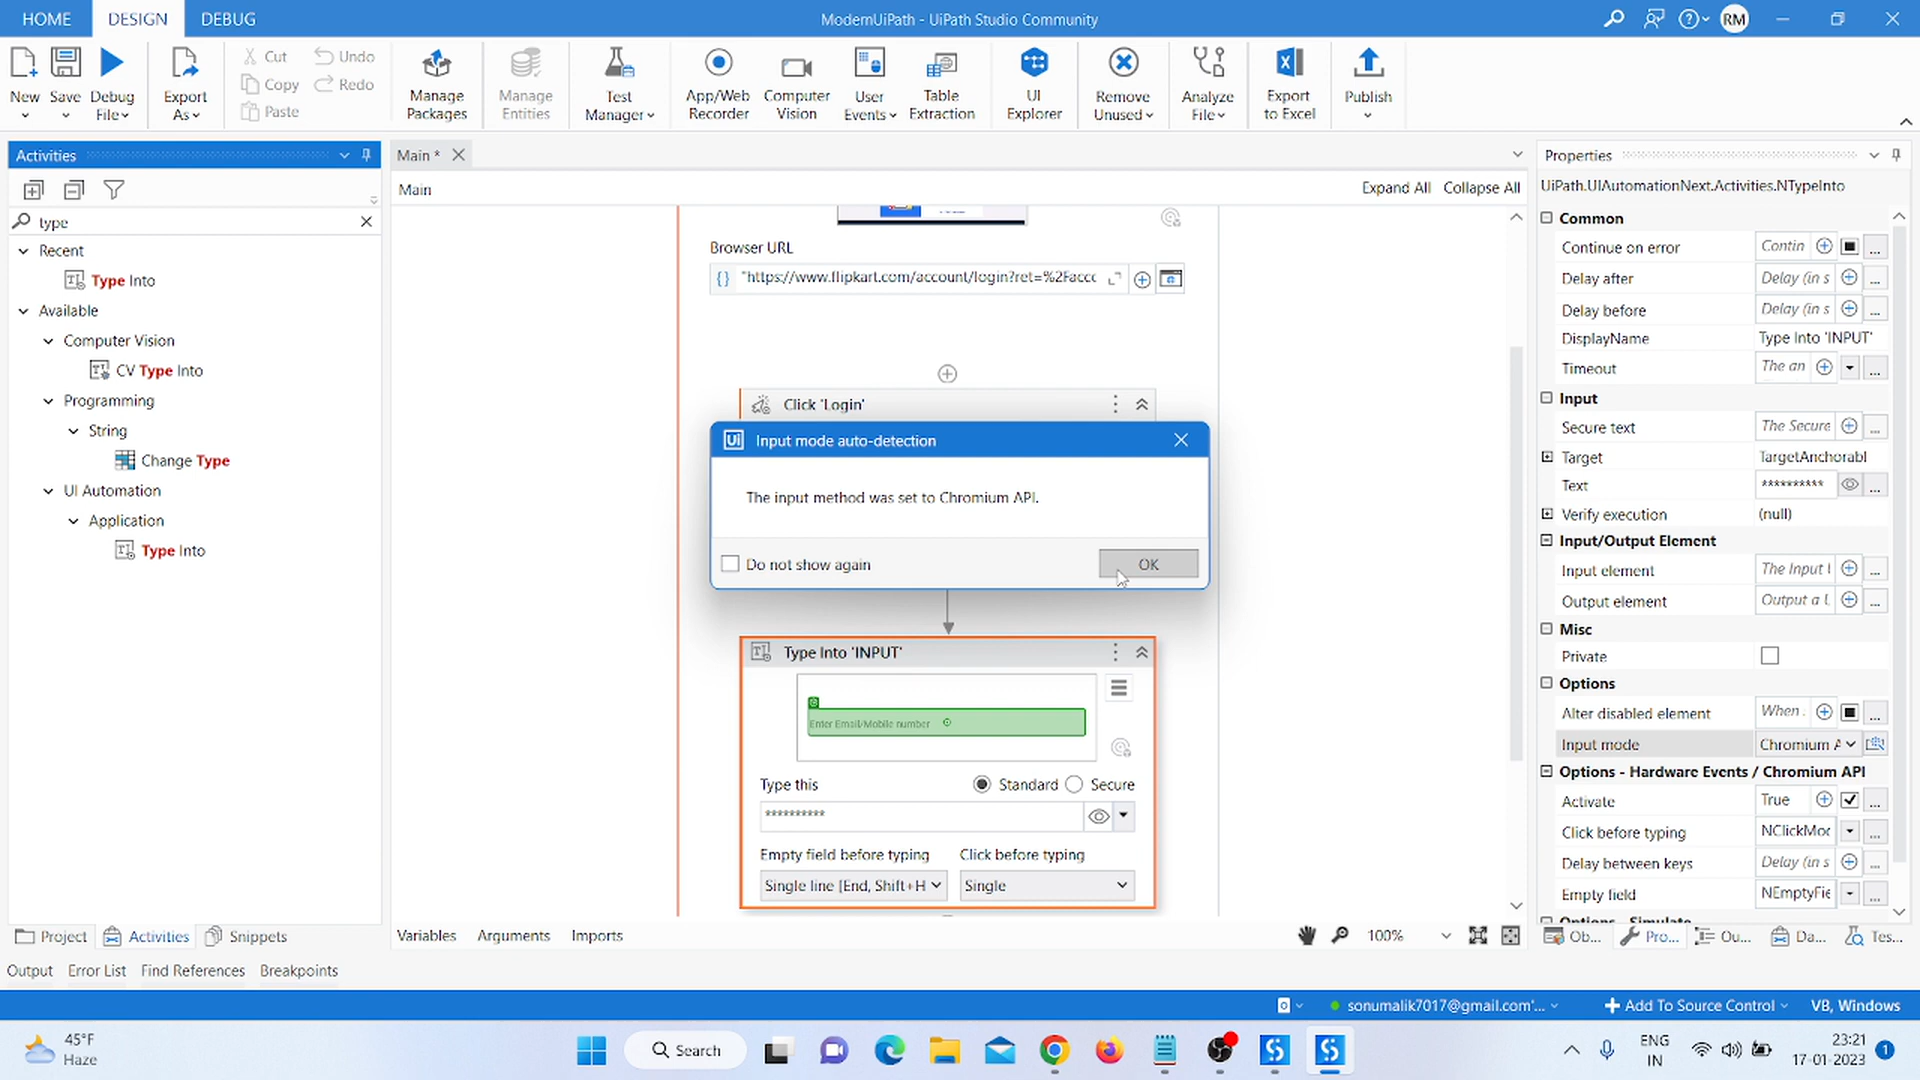 HOME DESIGN DEBUG
ModernUiPath - UiPath Studio Community
RM
New Save Debug File Export As
Cut Copy Paste Undo Redo
Manage Packages Manage Entities Test Manager App/Web Recorder Computer Vision User Events Table Extraction UI Explorer Remove Unused Analyze File Export to Excel Publish
Activities
type
Recent
Type Into
Available
Computer Vision
CV Type Into
Programming
String
Change Type
UI Automation
Application
Type Into
Project Activities Snippets
Main *
Main
Expand All Collapse All
Browser URL
"https://www.flipkart.com/account/login?ret=%2Facc
Click 'Login'
Ui Input mode auto-detection
The input method was set to Chromium API.
Do not show again
OK
Type Into 'INPUT'
Enter Email/Mobile number
Type this Standard Secure
**********
Empty field before typing Click before typing
Single line [End, Shift+H Single
Variables Arguments Imports
100%
Properties
UiPath.UIAutomationNext.Activities.NTypeInto
Common
Continue on error Contin ...
Delay after Delay (in s ...
Delay before Delay (in s ...
DisplayName Type Into 'INPUT'
Timeout The an ...
Input
Secure text The Secure ...
Target TargetAnchorabl
Text ********** ...
Verify execution (null)
Input/Output Element
Input element The Input ...
Output element Output a ...
Misc
Private
Options
Alter disabled element When . ...
Input mode Chromium A
Options - Hardware Events / Chromium API
Activate True ...
Click before typing NClickMoc ...
Delay between keys Delay (in s ...
Empty field NEmptyFie ...
Options - Simulate
Ob... Pro... Ou... Da... Tes...
Output Error List Find References Breakpoints
sonumalik7017@gmail.com'... Add To Source Control VB, Windows
45°F
Haze
Search
ENG
IN
23:21
17-01-2023
1